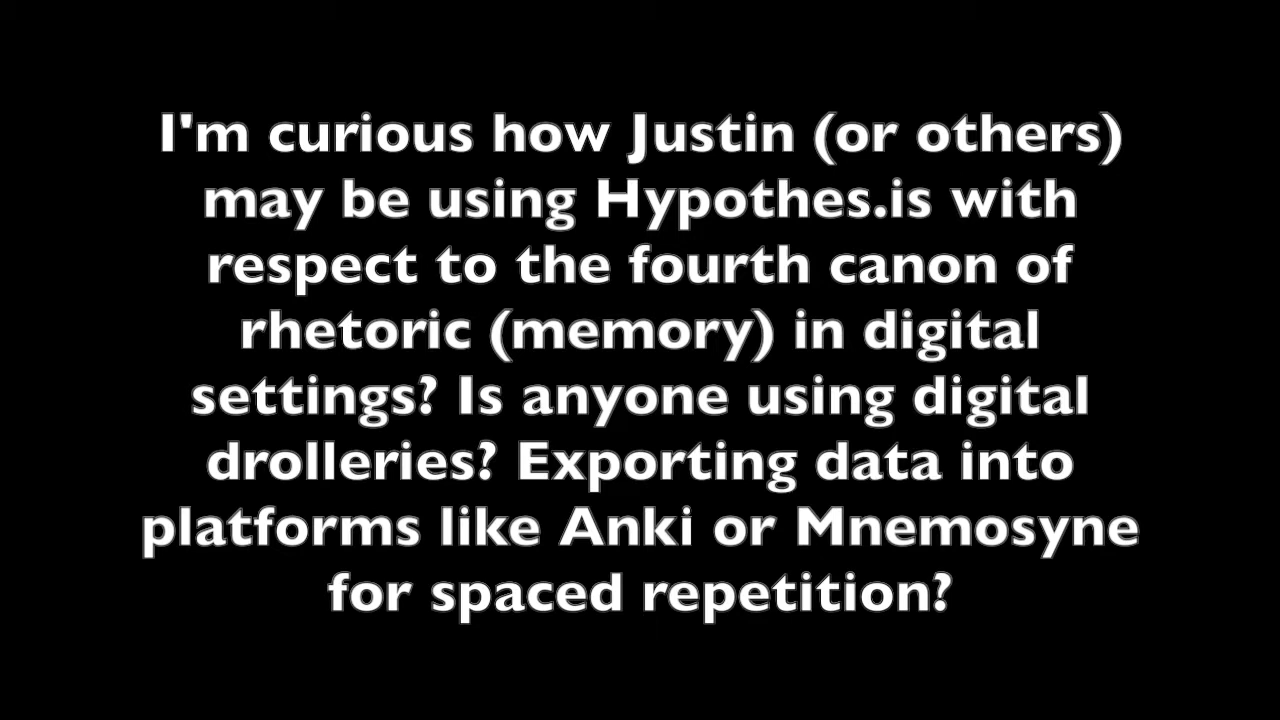 I'm curious how Justin (or others)
may be using Hypothes.is with
respect to the fourth canon of
rhetoric (memory) in digital
settings? Is anyone using digital
drolleries? Exporting data into
platforms like Anki or Mnemosyne
for spaced repetition?